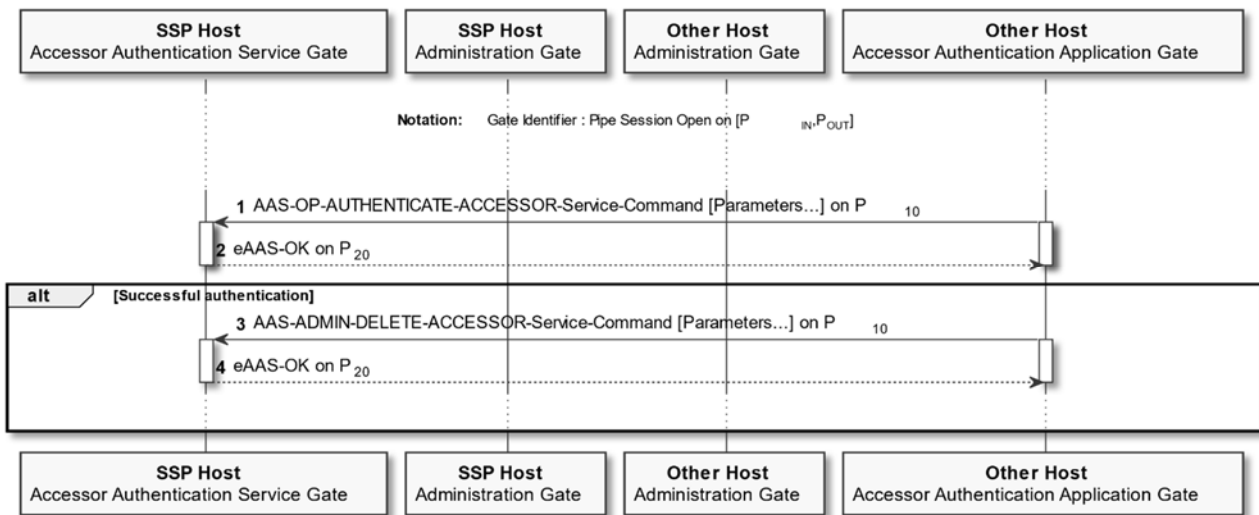 SSP Host
Accessor Authentication Service Gate
SSP Host
Administration Gate
Other Host
Administration Gate
Other Host
Accessor Authentication Application Gate
Notation: Gate Identifier : Pipe Session Open on [P IN,POUT]
1 AAS-OP-AUTHENTICATE-ACCESSOR-Service-Command [Parameters...] on P 10
2 eAAS-OK on P20
alt [Successful authentication]
3 AAS-ADMIN-DELETE-ACCESSOR-Service-Command [Parameters...] on P 10
4 eAAS-OK on P20
SSP Host
Accessor Authentication Service Gate
SSP Host
Administration Gate
Other Host
Administration Gate
Other Host
Accessor Authentication Application Gate